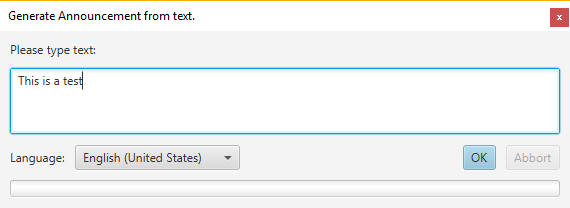 Generate Announcement from text.
x
Please type text:
This is a test
Language: English (United States) OK Abbort